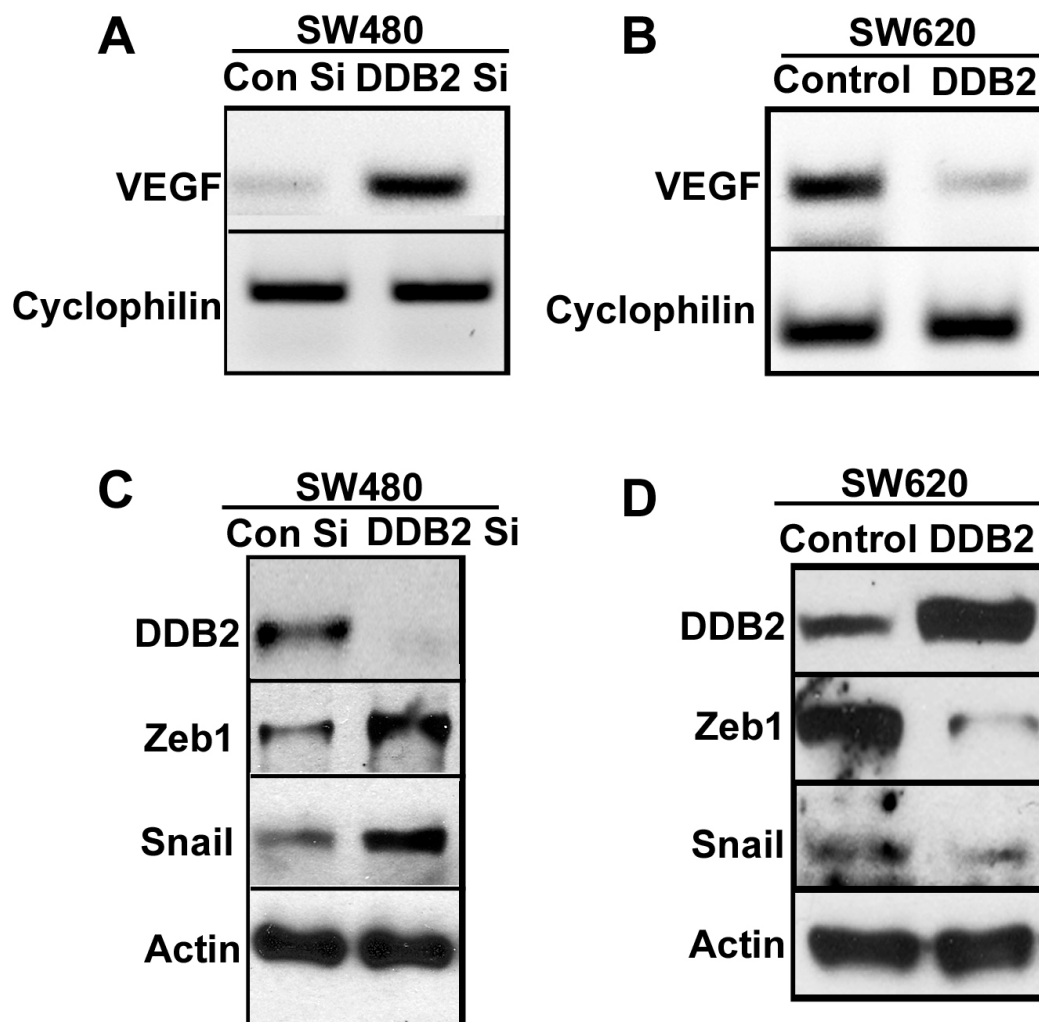 A
SW480
Con Si DDB2 Si
VEGF
Cyclophilin
B
SW620
Control DDB2
VEGF
Cyclophilin
C
SW480
Con Si DDB2 Si
DDB2
Zeb1
Snail
Actin
D
SW620
Control DDB2
DDB2
Zeb1
Snail
Actin